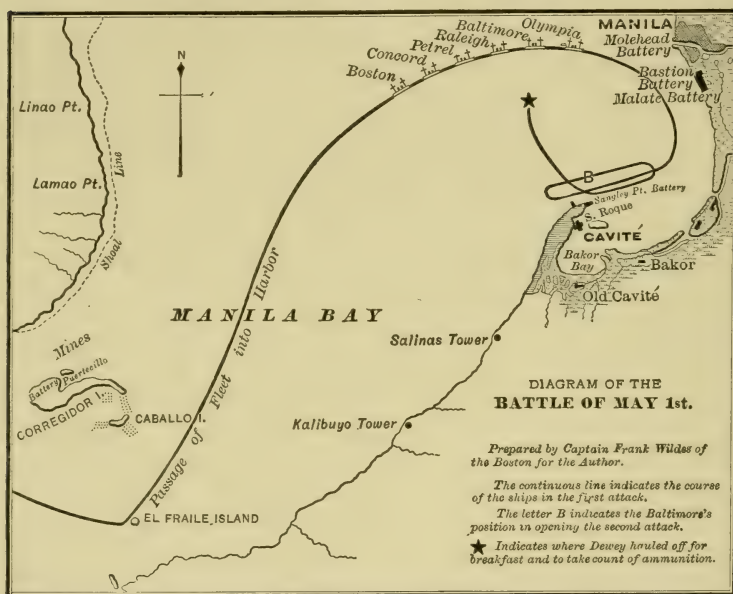 MANILA
Molehead
Battery
Bastion
Battery
Malate Battery
Olympia
Baltimore
Raleigh
Petrel
Concord
Boston
N
Linao Pt.
Lamao Pt.
Shoal Line
B
Sangley Pt. Battery
S. Roque
CAVITÉ
Bakor
Bay
Bakor
Old Cavité
MANILA BAY
Passage of Fleet into Harbor
Salinas Tower
Kalibuyo Tower
Mines
Battery
Puertecillo
CORREGIDOR I.
CABALLO I.
EL FRAILE ISLAND
DIAGRAM OF THE
BATTLE OF MAY 1st.
Prepared by Captain Frank Wildes of
the Boston for the Author.
The continuous line indicates the course
of the ships in the first attack.
The letter B indicates the Baltimore's
position in opening the second attack.
★ Indicates where Dewey hauled off for
breakfast and to take count of ammunition.